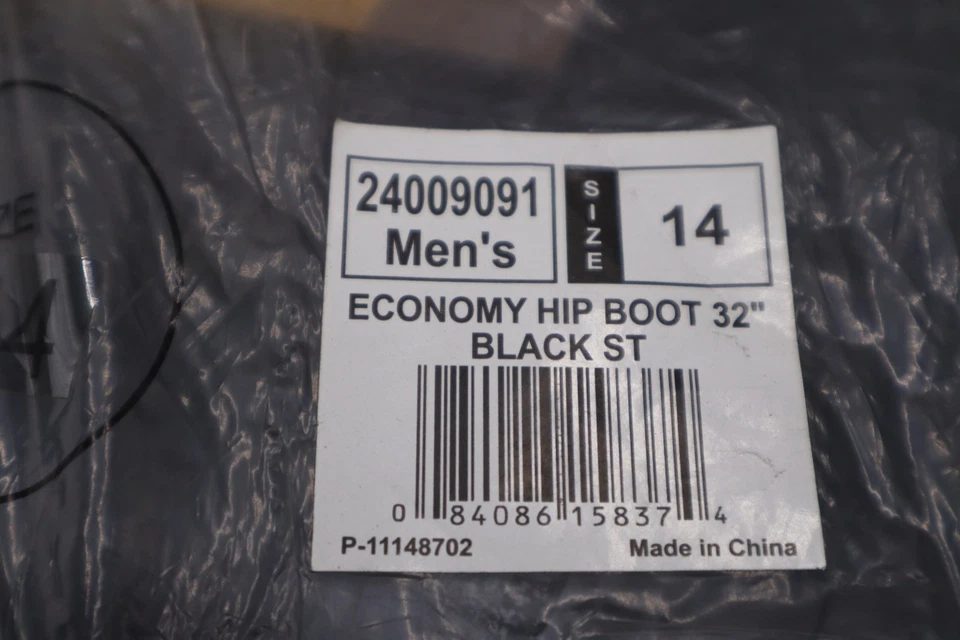 24009091
Men's
SIZE
14
ECONOMY HIP BOOT 32"
BLACK ST
0 84086 15837 4
P-11148702
Made in China